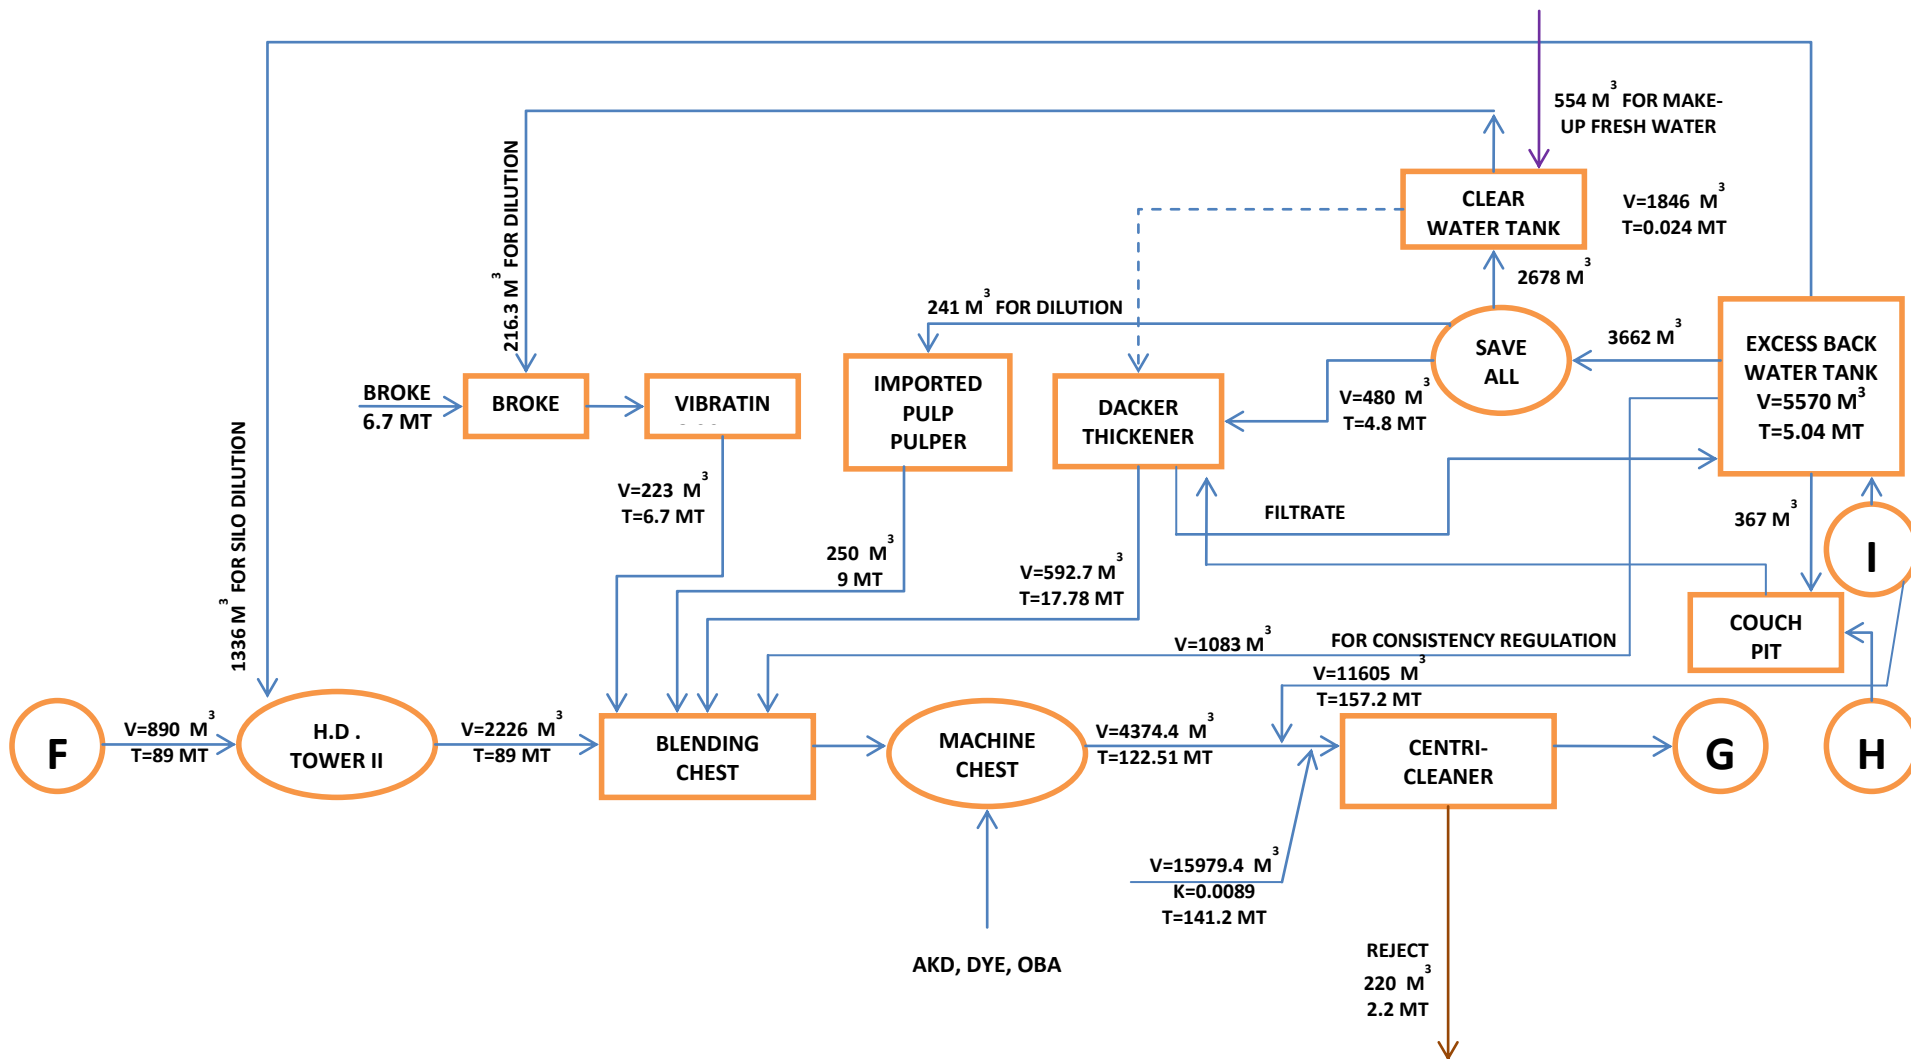 554 M³ FOR MAKE-
UP FRESH WATER
216.3 M³ FOR DILUTION
CLEAR
WATER TANK
V=1846 M³
T=0.024 MT
2678 M³
241 M³ FOR DILUTION
SAVE
ALL
3662 M³
EXCESS BACK
WATER TANK
V=5570 M³
T=5.04 MT
BROKE
6.7 MT
BROKE
VIBRATIN
IMPORTED
PULP
PULPER
DACKER
THICKENER
V=480 M³
T=4.8 MT
V=223 M³
T=6.7 MT
FILTRATE
367 M³
I
250 M³
9 MT
V=592.7 M³
T=17.78 MT
1336 M³ FOR SILO DILUTION
V=1083 M³
FOR CONSISTENCY REGULATION
COUCH
PIT
V=11605 M³
T=157.2 MT
F
V=890 M³
T=89 MT
H.D .
TOWER II
V=2226 M³
T=89 MT
BLENDING
CHEST
MACHINE
CHEST
V=4374.4 M³
T=122.51 MT
CENTRI-
CLEANER
G
H
V=15979.4 M³
K=0.0089
T=141.2 MT
AKD, DYE, OBA
REJECT
220 M³
2.2 MT